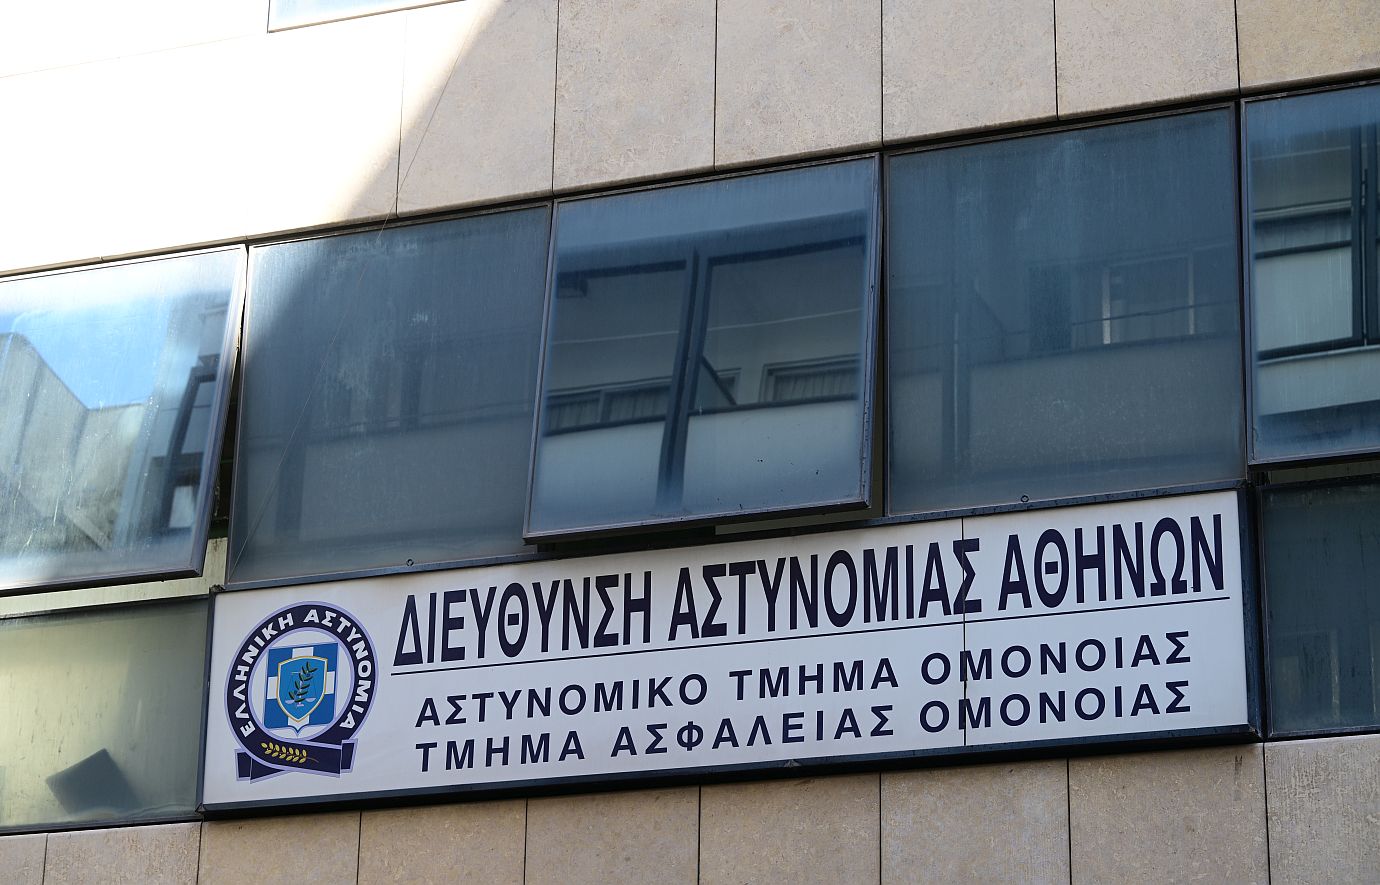 ΔΙΕΥΘΥΝΣΗ ΑΣΤΥΝΟΜΙΑΣ ΑΘΗΝΩΝ
ΕΛΛΗΝΙΚΗ ΑΣΤΥΝΟΜΙΑ
ΑΣΤΥΝΟΜΙΚΟ ΤΜΗΜΑ ΟΜΟΝΟΙΑΣ
ΤΜΗΜΑ ΑΣΦΑΛΕΙΑΣ ΟΜΟΝΟΙΑΣ